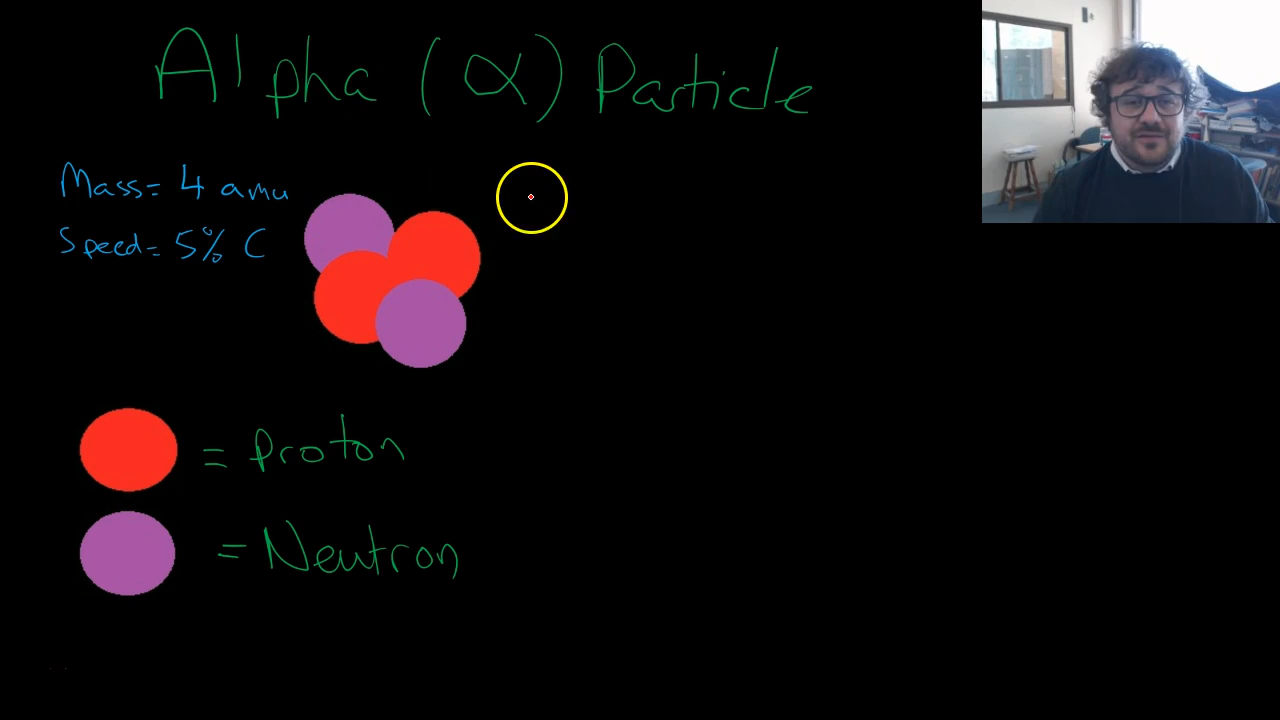 Alpha (α) Particle
Mass= 4 amu
Speed= 5% C
= Proton
= Neutron